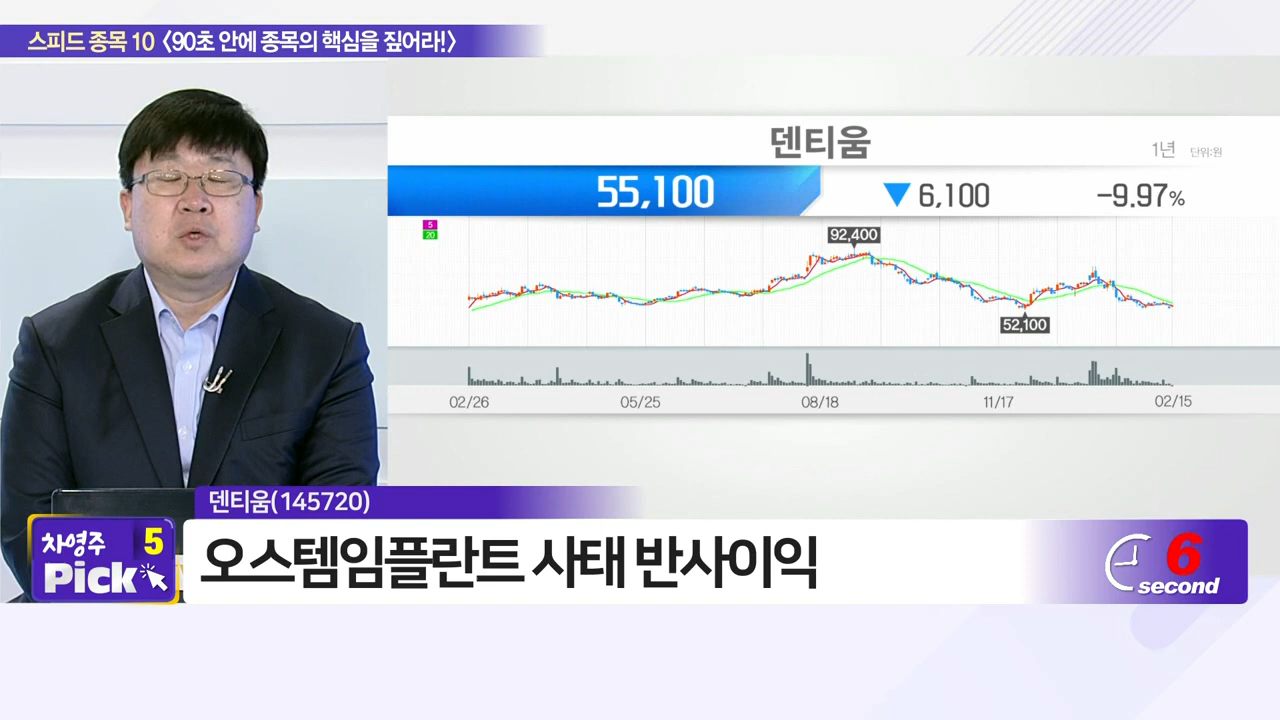 스피드 종목 10 <90초 안에 종목의 핵심을 짚어라!>
덴티움
1년 단위:원
55,100 ▼6,100 -9.97%
5
20
92,400
52,100
02/26 05/25 08/18 11/17 02/15
덴티움(145720)
차영주 5
Pick
오스템임플란트 사태 반사이익
6
second